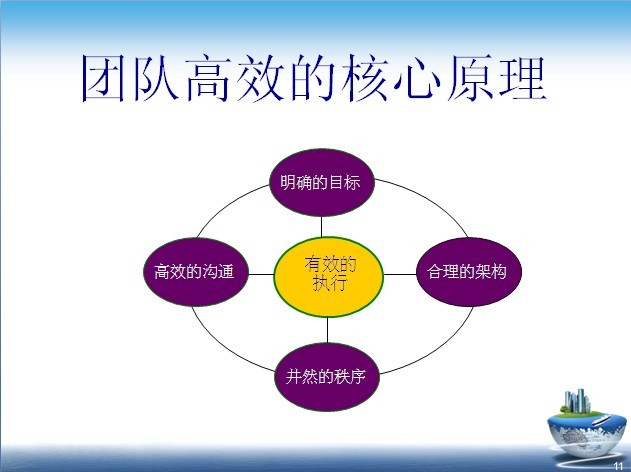 团队高效的核心原理
明确的目标
高效的沟通
有效的
执行
合理的架构
井然的秩序
11